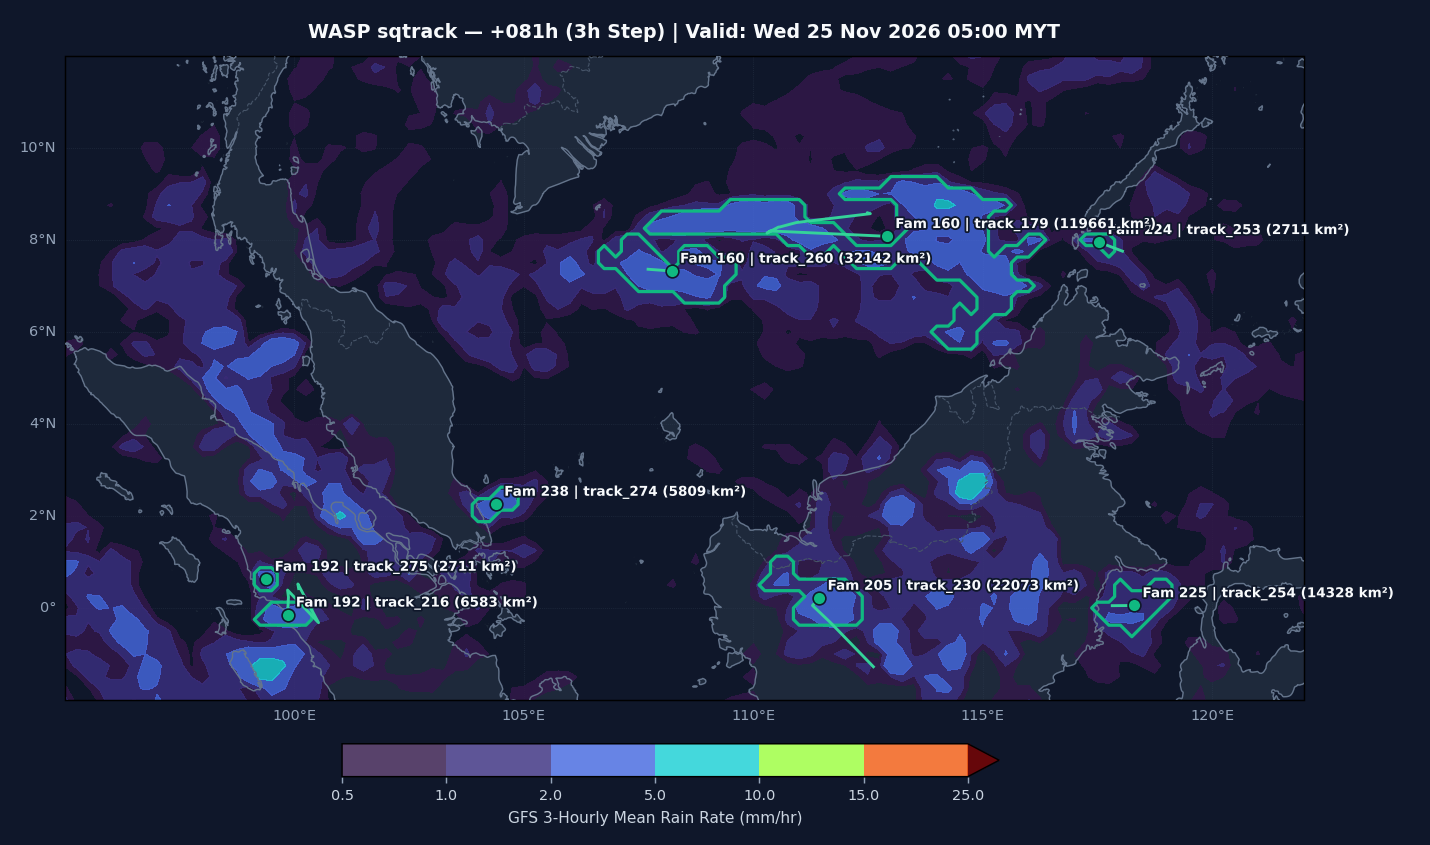 WASP sqtrack — +081h (3h Step) | Valid: Wed 25 Nov 2026 05:00 MYT
10°N
8°N
6°N
4°N
2°N
0°
Fam 160 | track_179 (119661 km²)
Fam 224 | track_253 (2711 km²)
Fam 160 | track_260 (32142 km²)
Fam 238 | track_274 (5809 km²)
Fam 192 | track_275 (2711 km²)
Fam 192 | track_216 (6583 km²)
Fam 205 | track_230 (22073 km²)
Fam 225 | track_254 (14328 km²)
100°E
105°E
110°E
115°E
120°E
0.5
1.0
2.0
5.0
10.0
15.0
25.0
GFS 3-Hourly Mean Rain Rate (mm/hr)